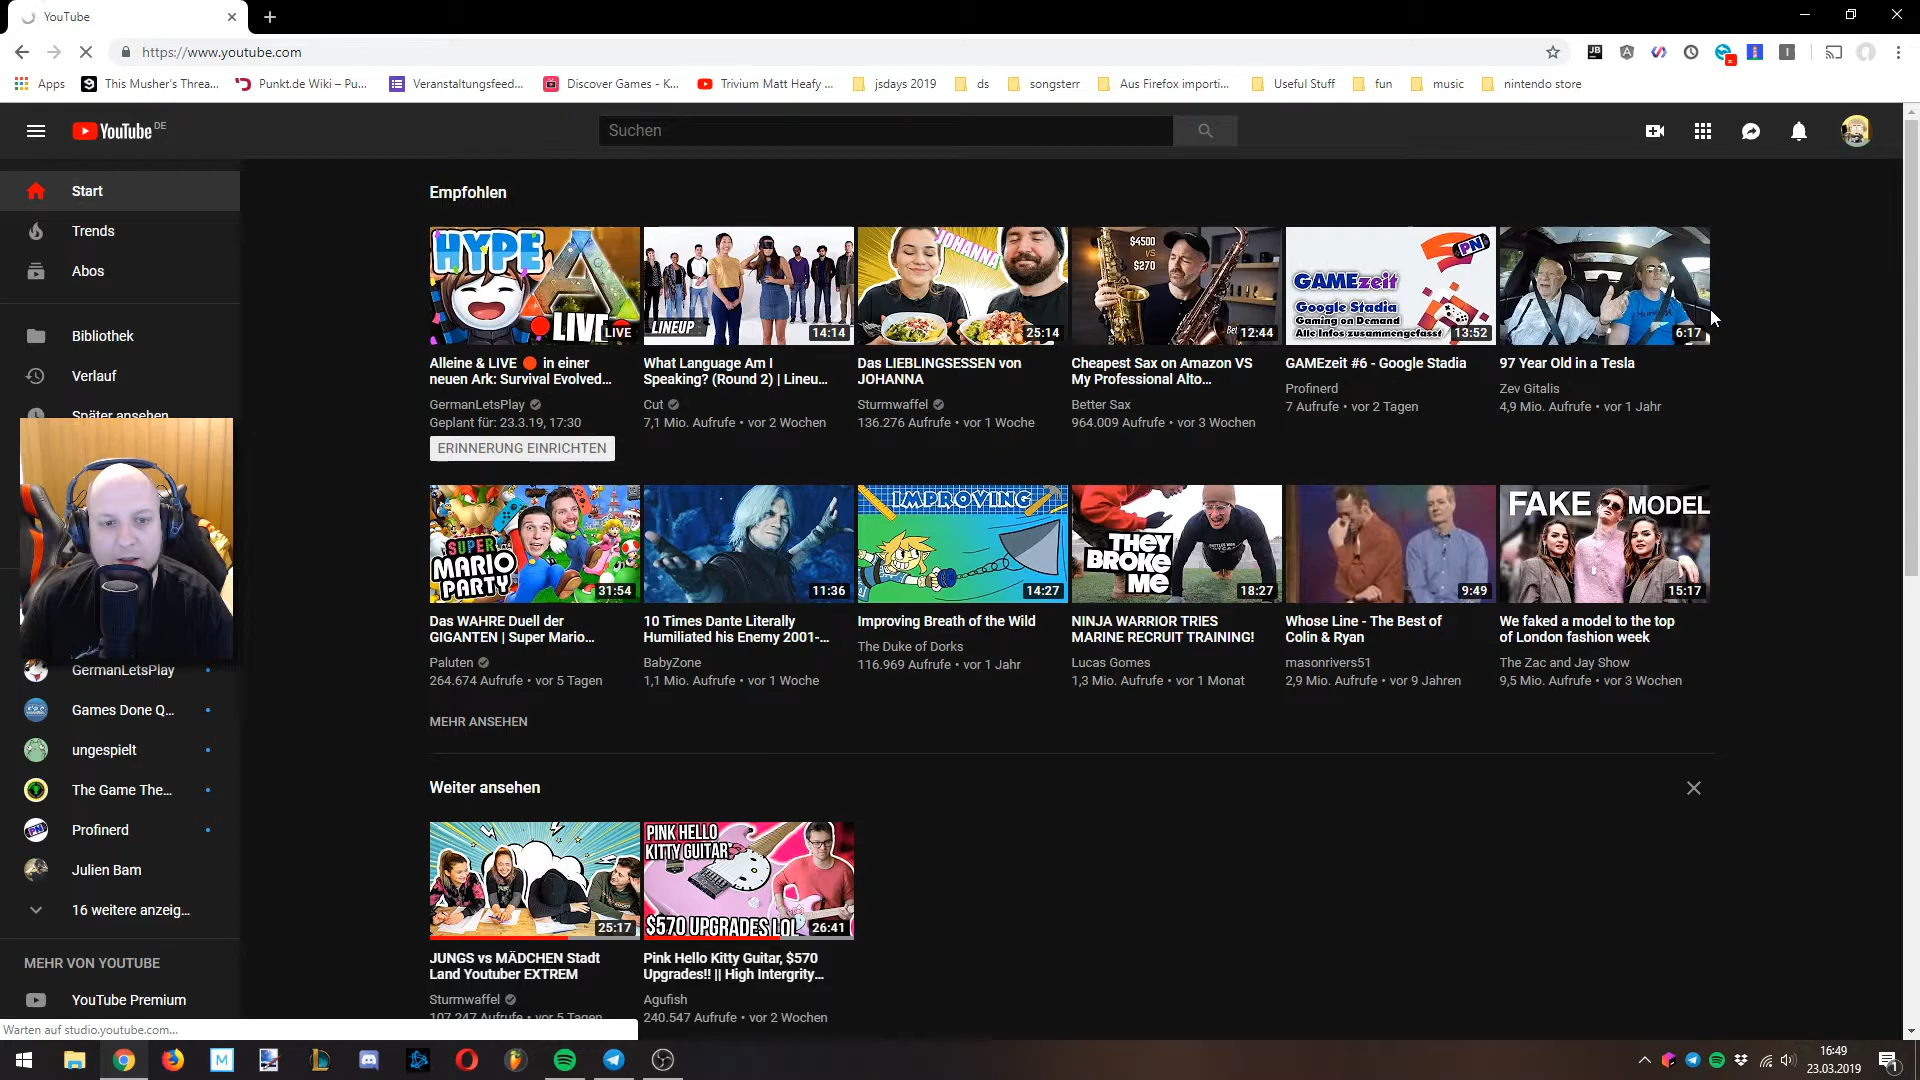 YouTube
https://www.youtube.com
Apps
This Musher's Threa...
Punkt.de Wiki – Pu...
Veranstaltungsfeed...
Discover Games - K...
Trivium Matt Heafy ...
jsdays 2019
ds
songsterr
Aus Firefox importi...
Useful Stuff
fun
music
nintendo store
YouTube DE
Suchen
Start
Trends
Abos
Bibliothek
Verlauf
Später ansehen
GermanLetsPlay
Games Done Q...
ungespielt
The Game The...
Profinerd
Julien Bam
16 weitere anzeig...
MEHR VON YOUTUBE
YouTube Premium
Empfohlen
HYPE
LIVE
LIVE
Alleine & LIVE 🔴 in einer
neuen Ark: Survival Evolved...
GermanLetsPlay
Geplant für: 23.3.19, 17:30
ERINNERUNG EINRICHTEN
LINEUP
14:14
What Language Am I
Speaking? (Round 2) | Lineu...
Cut
7,1 Mio. Aufrufe • vor 2 Wochen
JOHANNA
25:14
Das LIEBLINGSESSEN von
JOHANNA
Sturmwaffel
136.276 Aufrufe • vor 1 Woche
$4500
VS
$270
12:44
Cheapest Sax on Amazon VS
My Professional Alto...
Better Sax
964.009 Aufrufe • vor 3 Wochen
PN
GAMEzeit
Google Stadia
Gaming on Demand
Alle Infos zusammengefasst
13:52
GAMEzeit #6 - Google Stadia
Profinerd
7 Aufrufe • vor 2 Tagen
6:17
97 Year Old in a Tesla
Zev Gitalis
4,9 Mio. Aufrufe • vor 1 Jahr
SUPER
MARIO
PARTY
31:54
Das WAHRE Duell der
GIGANTEN | Super Mario...
Paluten
264.674 Aufrufe • vor 5 Tagen
11:36
10 Times Dante Literally
Humiliated his Enemy 2001-...
BabyZone
1,1 Mio. Aufrufe • vor 1 Woche
IMPROVING
14:27
Improving Breath of the Wild
The Duke of Dorks
116.969 Aufrufe • vor 1 Jahr
THEY
BROKE
ME
18:27
NINJA WARRIOR TRIES
MARINE RECRUIT TRAINING!
Lucas Gomes
1,3 Mio. Aufrufe • vor 1 Monat
9:49
Whose Line - The Best of
Colin & Ryan
masonrivers51
2,9 Mio. Aufrufe • vor 9 Jahren
FAKE MODEL
15:17
We faked a model to the top
of London fashion week
The Zac and Jay Show
9,5 Mio. Aufrufe • vor 3 Wochen
MEHR ANSEHEN
Weiter ansehen
25:17
JUNGS vs MÄDCHEN Stadt
Land Youtuber EXTREM
Sturmwaffel
107.247 Aufrufe • vor 5 Tagen
PINK HELLO
KITTY GUITAR
$570 UPGRADES LOL
26:41
Pink Hello Kitty Guitar, $570
Upgrades!! || High Intergrity...
Agufish
240.547 Aufrufe • vor 2 Wochen
Warten auf studio.youtube.com...
16:49
23.03.2019